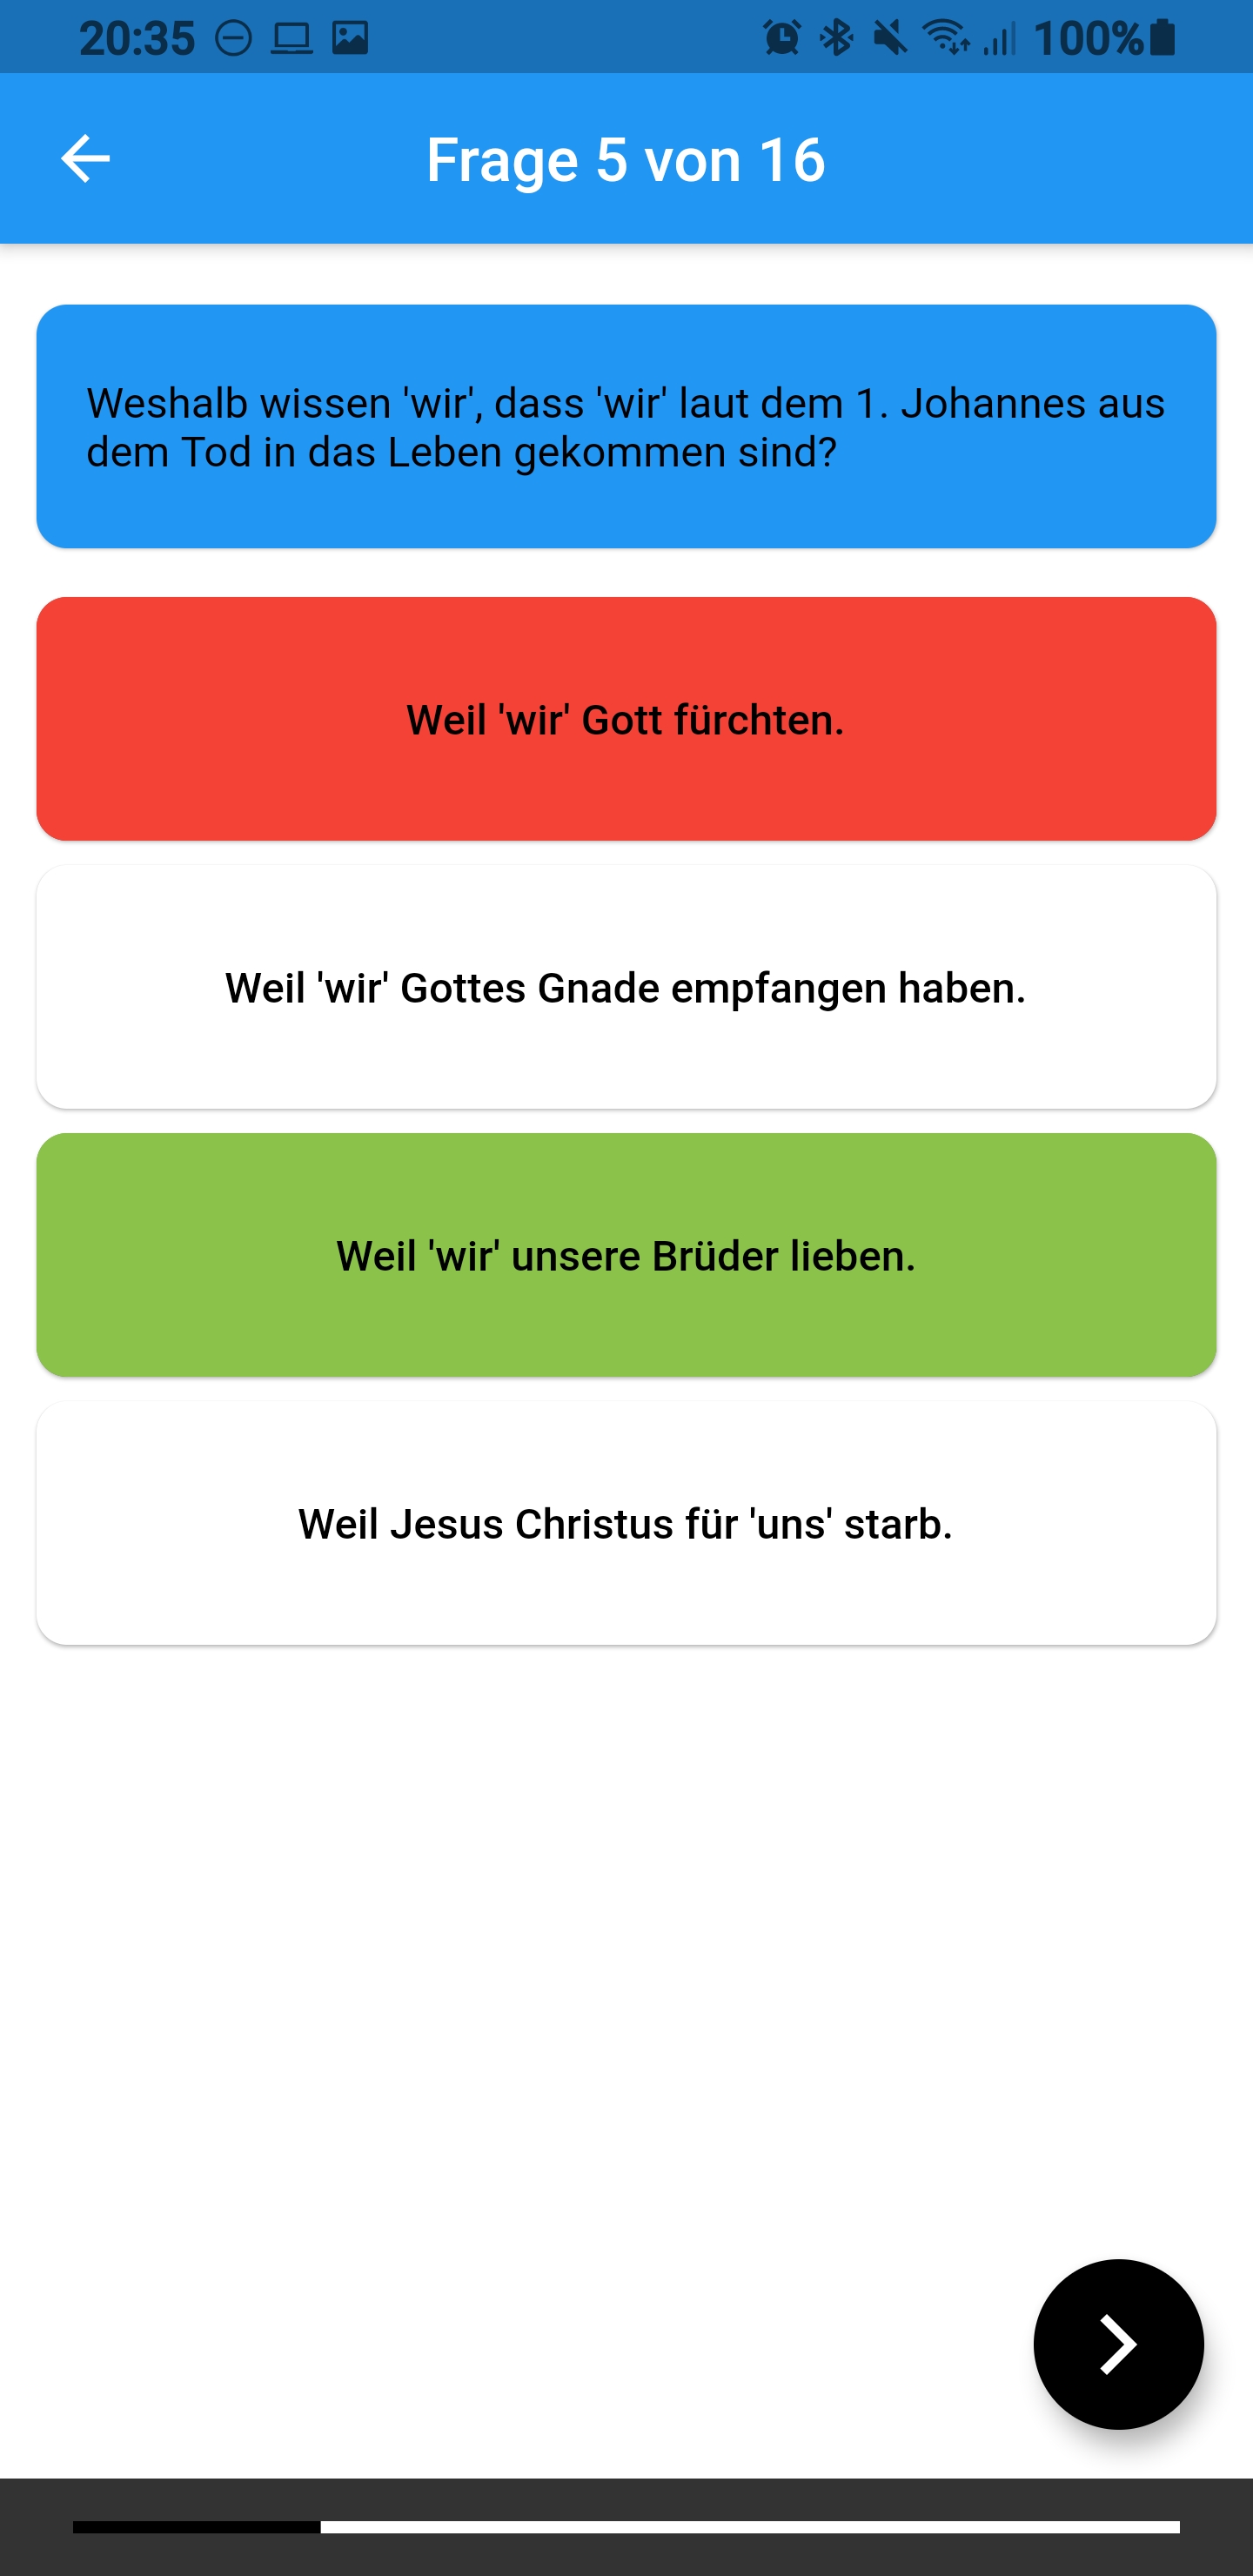 20:35 100%
Frage 5 von 16
Weshalb wissen 'wir', dass 'wir' laut dem 1. Johannes aus
dem Tod in das Leben gekommen sind?
Weil 'wir' Gott fürchten.
Weil 'wir' Gottes Gnade empfangen haben.
Weil 'wir' unsere Brüder lieben.
Weil Jesus Christus für 'uns' starb.